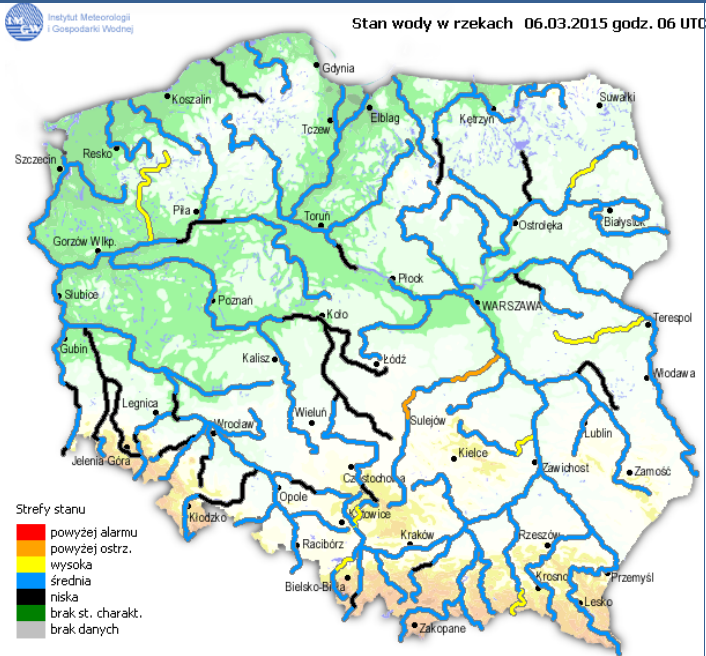 Instytut Meteorologii
i Gospodarki Wodnej
Stan wody w rzekach 06.03.2015 godz. 06 UTC
Gdynia
Koszalin
Suwałki
Tczew
Elblag
Kętrzyn
Szczecin
Resko
Piła
Toruń
Ostrołęka
Białystok
Gorzów Wlkp.
Płock
Słubice
Poznań
Koło
WARSZAWA
Terespol
Gubin
Kalisz
Łódź
Włodawa
Legnica
Wrocław
Wieluń
Sulejów
Lublin
Jelenia Góra
Kielce
Zawichost
Zamość
Częstochowa
Opole
Kłodzko
Katowice
Racibórz
Kraków
Rzeszów
Bielsko-Biała
Krosno
Przemyśl
Lesko
Zakopane
Strefy stanu
powyżej alarmu
powyżej ostrz.
wysoka
średnia
niska
brak st. charakt.
brak danych